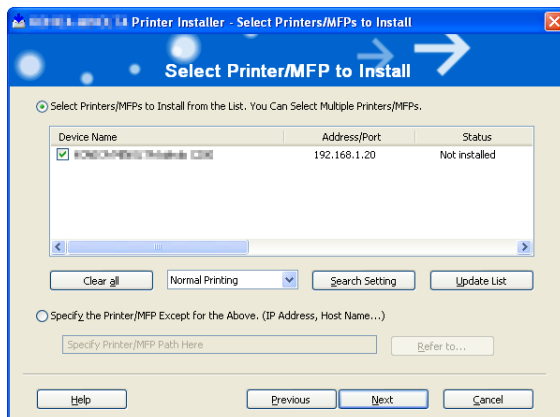 Printer Installer - Select Printers/MFPs to Install
Select Printer/MFP to Install
Select Printers/MFPs to Install from the List. You Can Select Multiple Printers/MFPs.
Device Name Address/Port Status
192.168.1.20 Not installed
Clear all Normal Printing Search Setting Update List
Specify the Printer/MFP Except for the Above. (IP Address, Host Name...)
Specify Printer/MFP Path Here Refer to...
Help Previous Next Cancel